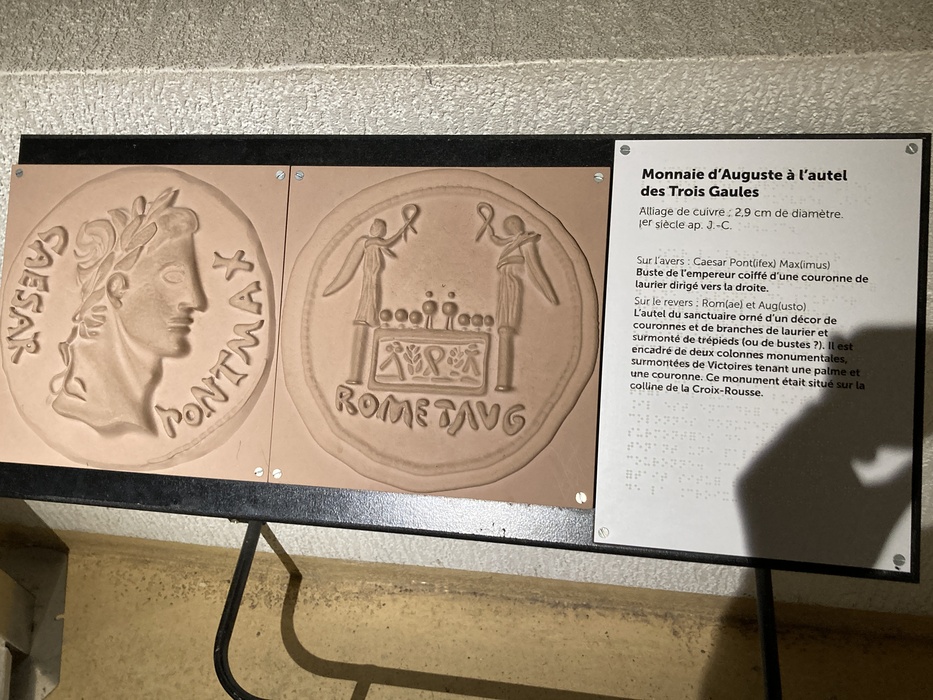 CAESAR
PONTMAX
ROMETAVG
Monnaie d'Auguste à l'autel
des Trois Gaules
Alliage de cuivre ; 2,9 cm de diamètre.
Ier siècle ap. J.-C.
Sur l'avers : Caesar Pont(ifex) Max(imus)
Buste de l'empereur coiffé d'une couronne de
laurier dirigé vers la droite.
Sur le revers : Rom(ae) et Aug(usto)
L'autel du sanctuaire orné d'un décor de
couronnes et de branches de laurier et
surmonté de trépieds (ou de bustes ?). Il est
encadré de deux colonnes monumentales,
surmontées de Victoires tenant une palme et
une couronne. Ce monument était situé sur la
colline de la Croix-Rousse.